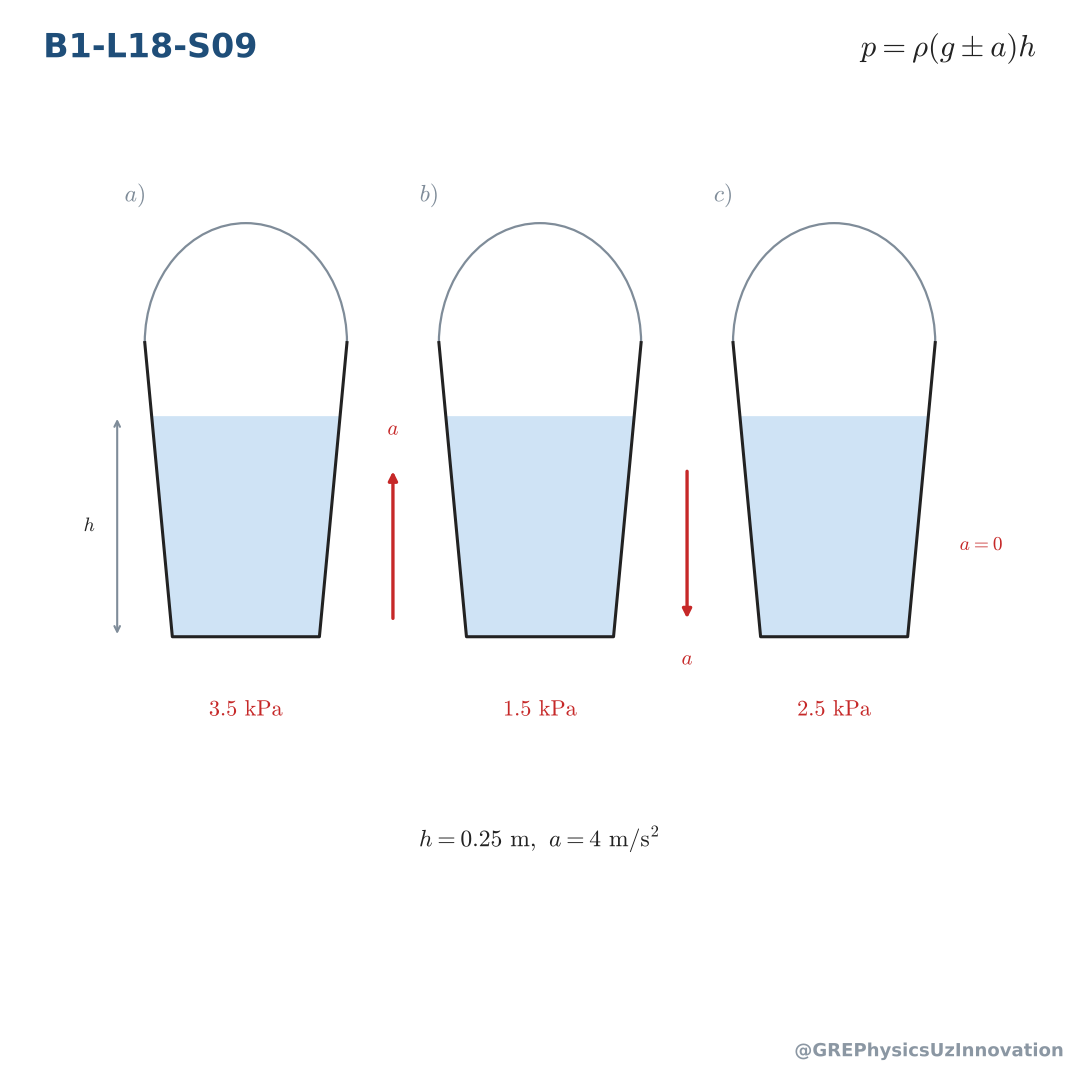 B1-L18-S09
p = ρ(g ± a)h
a) b) c)
a
h
a = 0
a
3.5 kPa 1.5 kPa 2.5 kPa
h = 0.25 m, a = 4 m/s²
@GREPhysicsUzInnovation